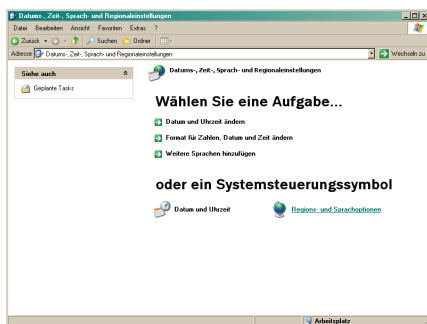 Datums-, Zeit-, Sprach- und Regionaleinstellungen
Datei Bearbeiten Ansicht Favoriten Extras ?
Zurück Suchen Ordner
Adresse Datums-, Zeit-, Sprach- und Regionaleinstellungen Wechseln zu
Siehe auch
Geplante Tasks
Datums-, Zeit-, Sprach- und Regionaleinstellungen
Wählen Sie eine Aufgabe...
Datum und Uhrzeit ändern
Format für Zahlen, Datum und Zeit ändern
Weitere Sprachen hinzufügen
oder ein Systemsteuerungssymbol
Datum und Uhrzeit
Regions- und Sprachoptionen
Arbeitsplatz